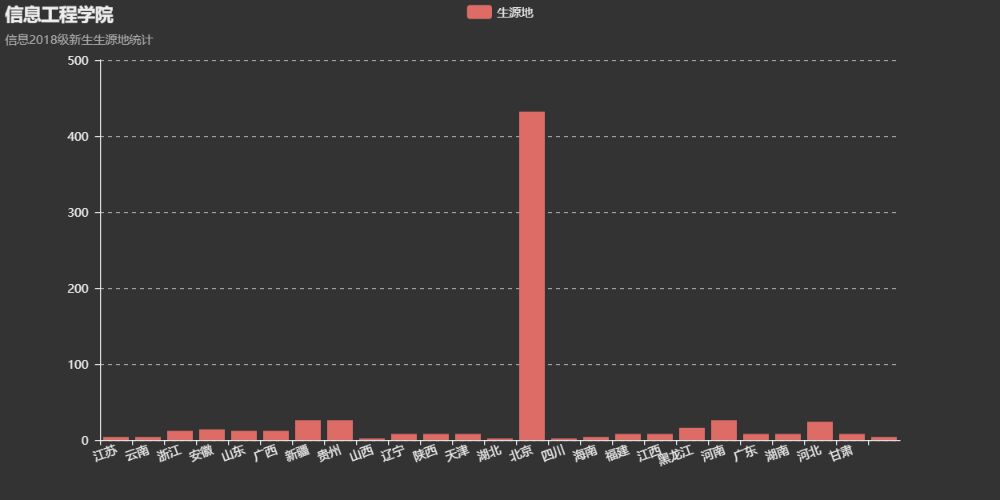 信息工程学院
生源地
信息2018级新生生源地统计
500
400
300
200
100
0
江苏 云南 浙江 安徽 山东 广西 新疆 贵州 山西 辽宁 陕西 天津 湖北 北京 四川 海南 福建 江西 黑龙江 河南 广东 湖南 河北 甘肃